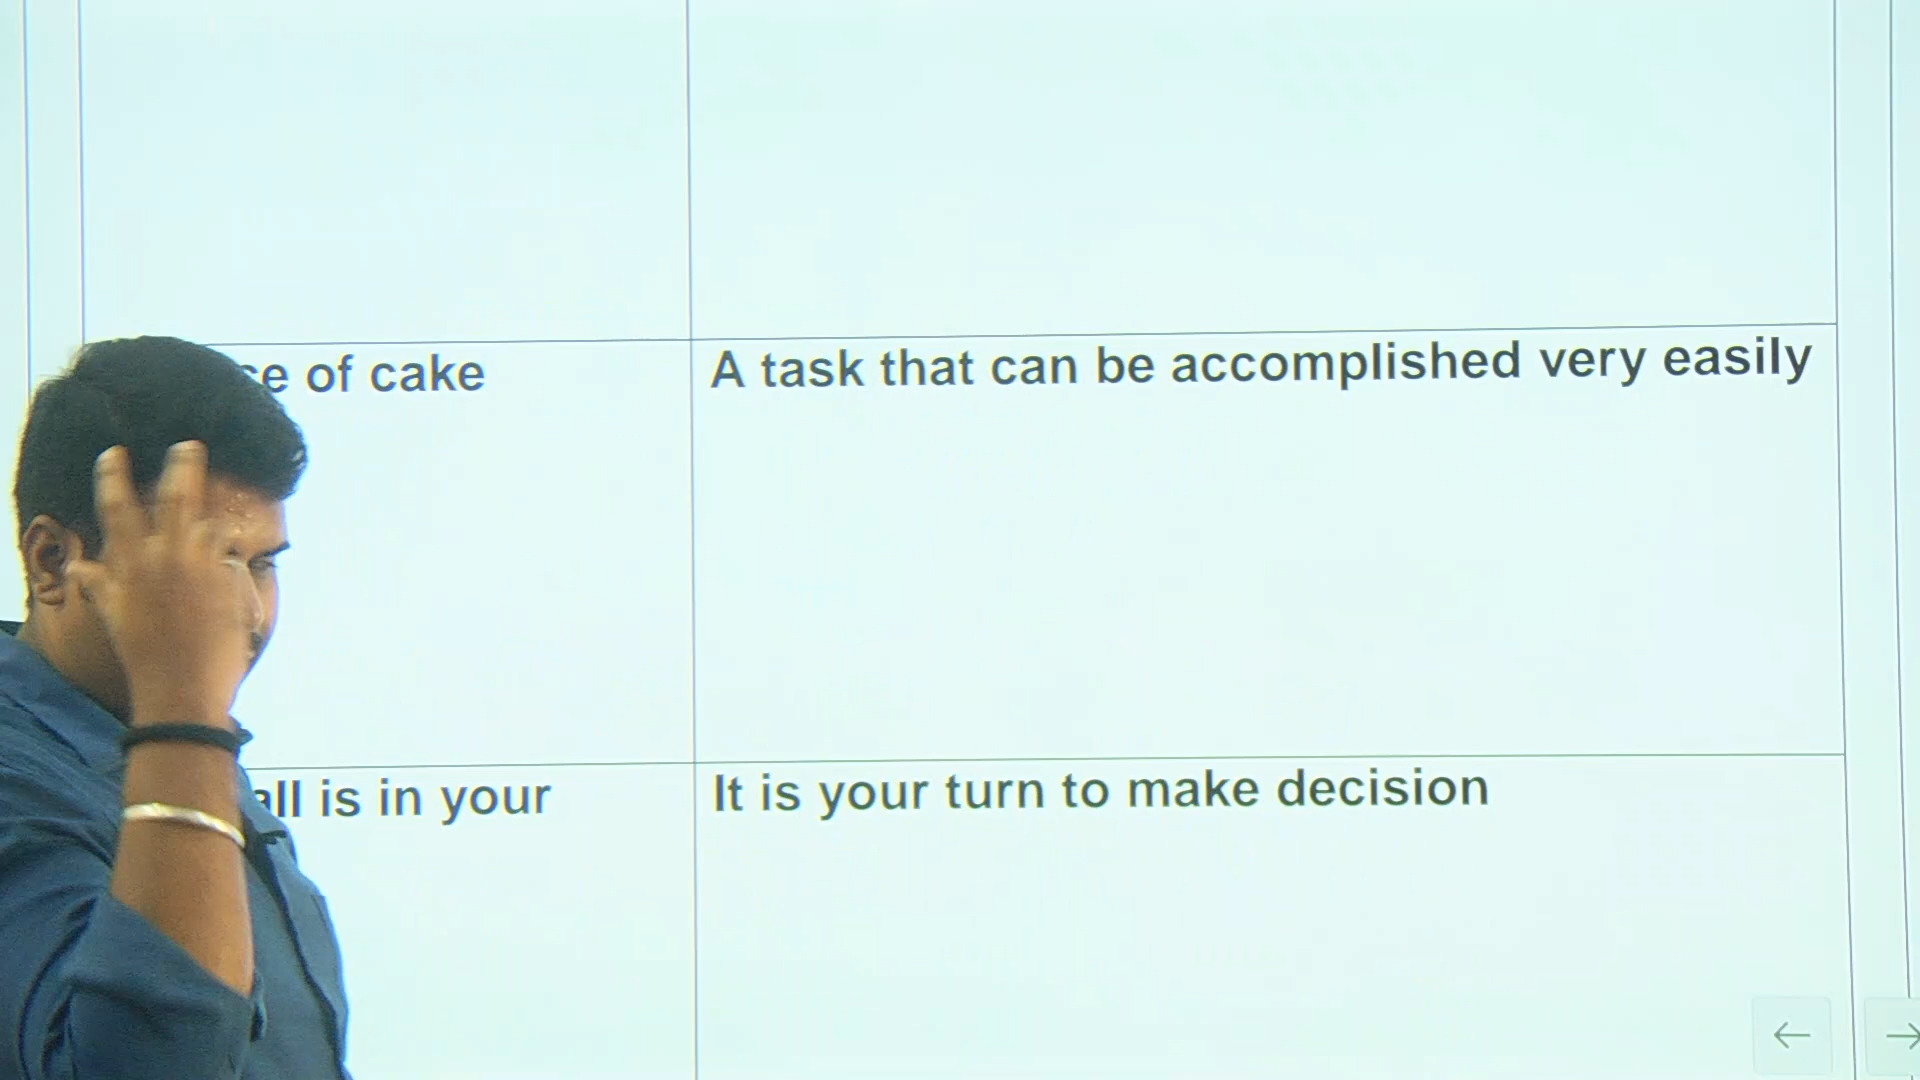 of cake
A task that can be accomplished very easily
is in your
It is your turn to make decision